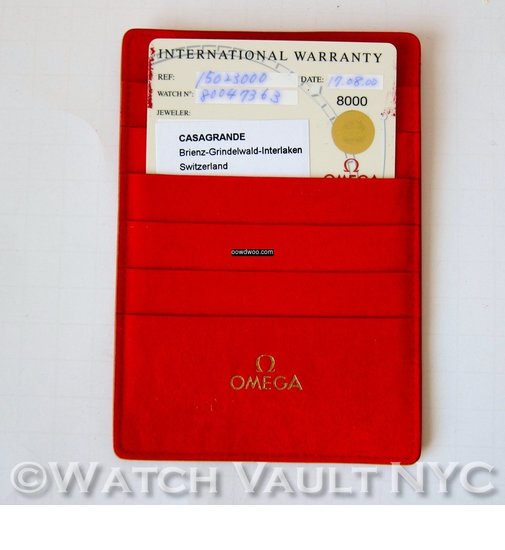 INTERNATIONAL WARRANTY
REF: 15023000 DATE: 17.08.00
WATCH Nº: 80047363
8000
JEWELER:
CASAGRANDE
Brienz-Grindelwald-Interlaken
Switzerland
Ω
OMEGA
oowdwoo.com
Ω
OMEGA
©WATCH VAULT NYC